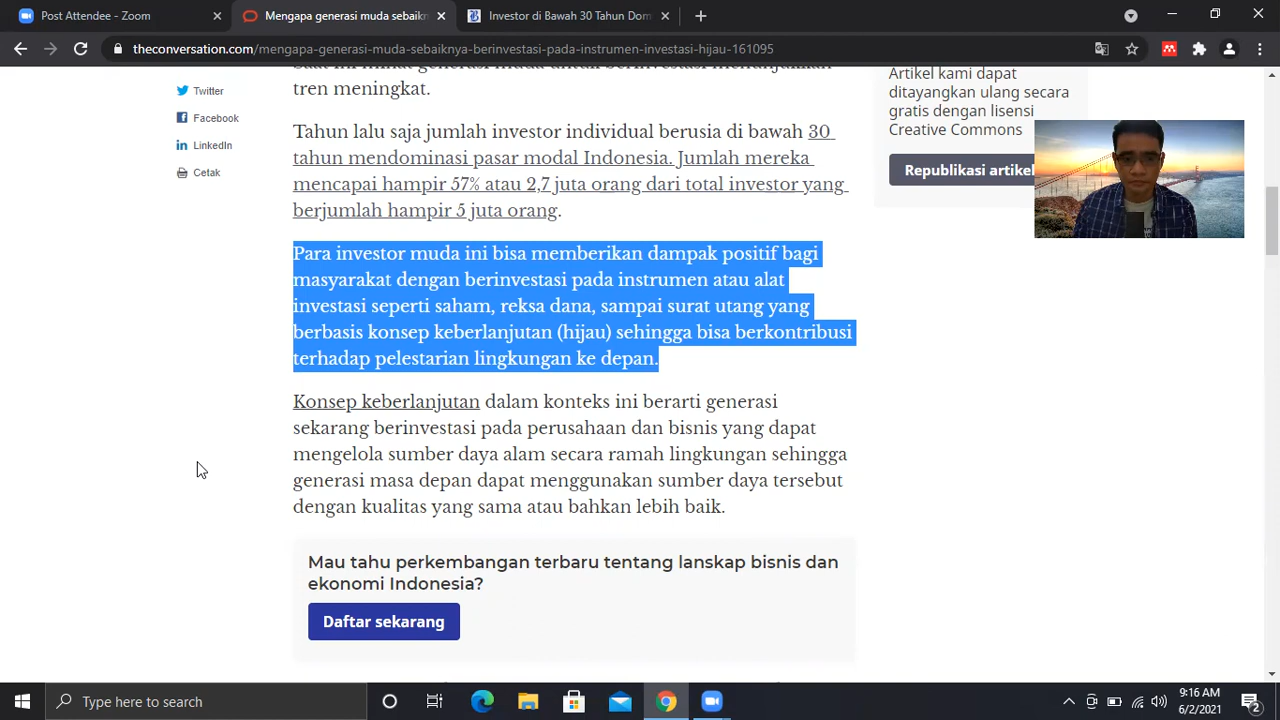 Post Attendee - Zoom
Mengapa generasi muda sebaikn
Investor di Bawah 30 Tahun Dom
theconversation.com/mengapa-generasi-muda-sebaiknya-berinvestasi-pada-instrumen-investasi-hijau-161095
Twitter
Facebook
LinkedIn
Cetak
Saat ini minat generasi muda untuk berinvestasi menunjukkan
tren meningkat.
Tahun lalu saja jumlah investor individual berusia di bawah 30
tahun mendominasi pasar modal Indonesia. Jumlah mereka
mencapai hampir 57% atau 2,7 juta orang dari total investor yang
berjumlah hampir 5 juta orang.
Para investor muda ini bisa memberikan dampak positif bagi
masyarakat dengan berinvestasi pada instrumen atau alat
investasi seperti saham, reksa dana, sampai surat utang yang
berbasis konsep keberlanjutan (hijau) sehingga bisa berkontribusi
terhadap pelestarian lingkungan ke depan.
Konsep keberlanjutan dalam konteks ini berarti generasi
sekarang berinvestasi pada perusahaan dan bisnis yang dapat
mengelola sumber daya alam secara ramah lingkungan sehingga
generasi masa depan dapat menggunakan sumber daya tersebut
dengan kualitas yang sama atau bahkan lebih baik.
Mau tahu perkembangan terbaru tentang lanskap bisnis dan
ekonomi Indonesia?
Daftar sekarang
Artikel kami dapat
ditayangkan ulang secara
gratis dengan lisensi
Creative Commons
Republikasi artikel
Type here to search
9:16 AM
6/2/2021
2